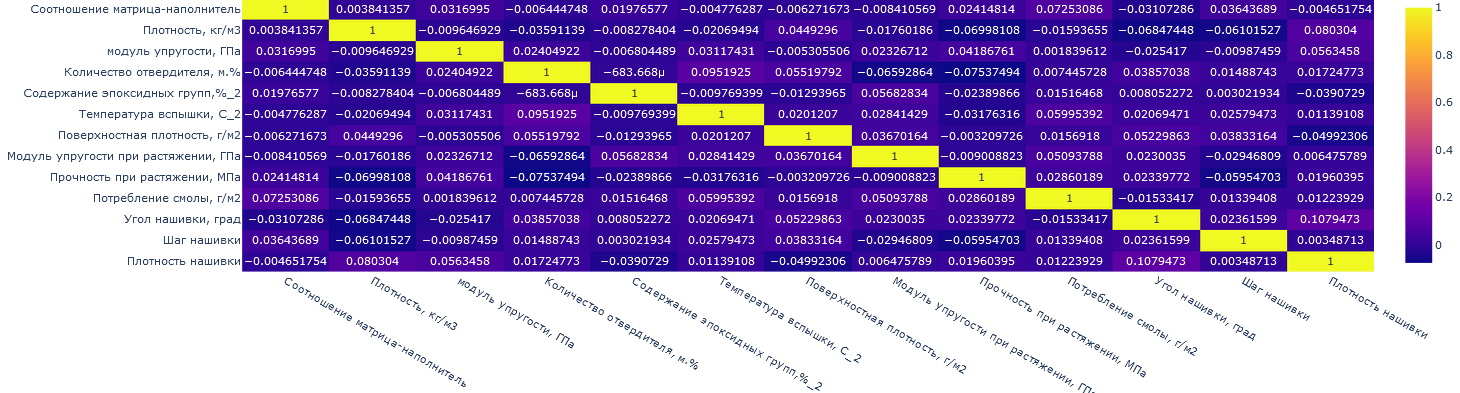 Соотношение матрица-наполнитель 1 0.003841357 0.0316995 −0.006444748 0.01976577 −0.004776287 −0.006271673 −0.008410569 0.02414814 0.07253086 −0.03107286 0.03643689 −0.004651754 1
Плотность, кг/м3 0.003841357 1 −0.009646929 −0.03591139 −0.008278404 −0.02069494 0.0449296 −0.01760186 −0.06998108 −0.01593655 −0.06847448 −0.06101527 0.080304
модуль упругости, ГПа 0.0316995 −0.009646929 1 0.02404922 −0.006804489 0.03117431 −0.005305506 0.02326712 0.04186761 0.001839612 −0.025417 −0.00987459 0.0563458 0.8
Количество отвердителя, м.% −0.006444748 −0.03591139 0.02404922 1 −683.668µ 0.0951925 0.05519792 −0.06592864 −0.07537494 0.007445728 0.03857038 0.01488743 0.01724773
Содержание эпоксидных групп,%_2 0.01976577 −0.008278404 −0.006804489 −683.668µ 1 −0.009769399 −0.01293965 0.05682834 −0.02389866 0.01516468 0.008052272 0.003021934 −0.0390729 0.6
Температура вспышки, С_2 −0.004776287 −0.02069494 0.03117431 0.0951925 −0.009769399 1 0.0201207 0.02841429 −0.03176316 0.05995392 0.02069471 0.02579473 0.01139108
Поверхностная плотность, г/м2 −0.006271673 0.0449296 −0.005305506 0.05519792 −0.01293965 0.0201207 1 0.03670164 −0.003209726 0.0156918 0.05229863 0.03833164 −0.04992306
Модуль упругости при растяжении, ГПа −0.008410569 −0.01760186 0.02326712 −0.06592864 0.05682834 0.02841429 0.03670164 1 −0.009008823 0.05093788 0.0230035 −0.02946809 0.006475789 0.4
Прочность при растяжении, МПа 0.02414814 −0.06998108 0.04186761 −0.07537494 −0.02389866 −0.03176316 −0.003209726 −0.009008823 1 0.02860189 0.02339772 −0.05954703 0.01960395
Потребление смолы, г/м2 0.07253086 −0.01593655 0.001839612 0.007445728 0.01516468 0.05995392 0.0156918 0.05093788 0.02860189 1 −0.01533417 0.01339408 0.01223929 0.2
Угол нашивки, град −0.03107286 −0.06847448 −0.025417 0.03857038 0.008052272 0.02069471 0.05229863 0.0230035 0.02339772 −0.01533417 1 0.02361599 0.1079473
Шаг нашивки 0.03643689 −0.06101527 −0.00987459 0.01488743 0.003021934 0.02579473 0.03833164 −0.02946809 −0.05954703 0.01339408 0.02361599 1 0.00348713 0
Плотность нашивки −0.004651754 0.080304 0.0563458 0.01724773 −0.0390729 0.01139108 −0.04992306 0.006475789 0.01960395 0.01223929 0.1079473 0.00348713 1
Соотношение матрица-наполнитель
Плотность, кг/м3
модуль упругости, ГПа
Количество отвердителя, м.%
Содержание эпоксидных групп,%_2
Температура вспышки, С_2
Поверхностная плотность, г/м2
Модуль упругости при растяжении, ГПа
Прочность при растяжении, МПа
Потребление смолы, г/м2
Угол нашивки, град
Шаг нашивки
Плотность нашивки